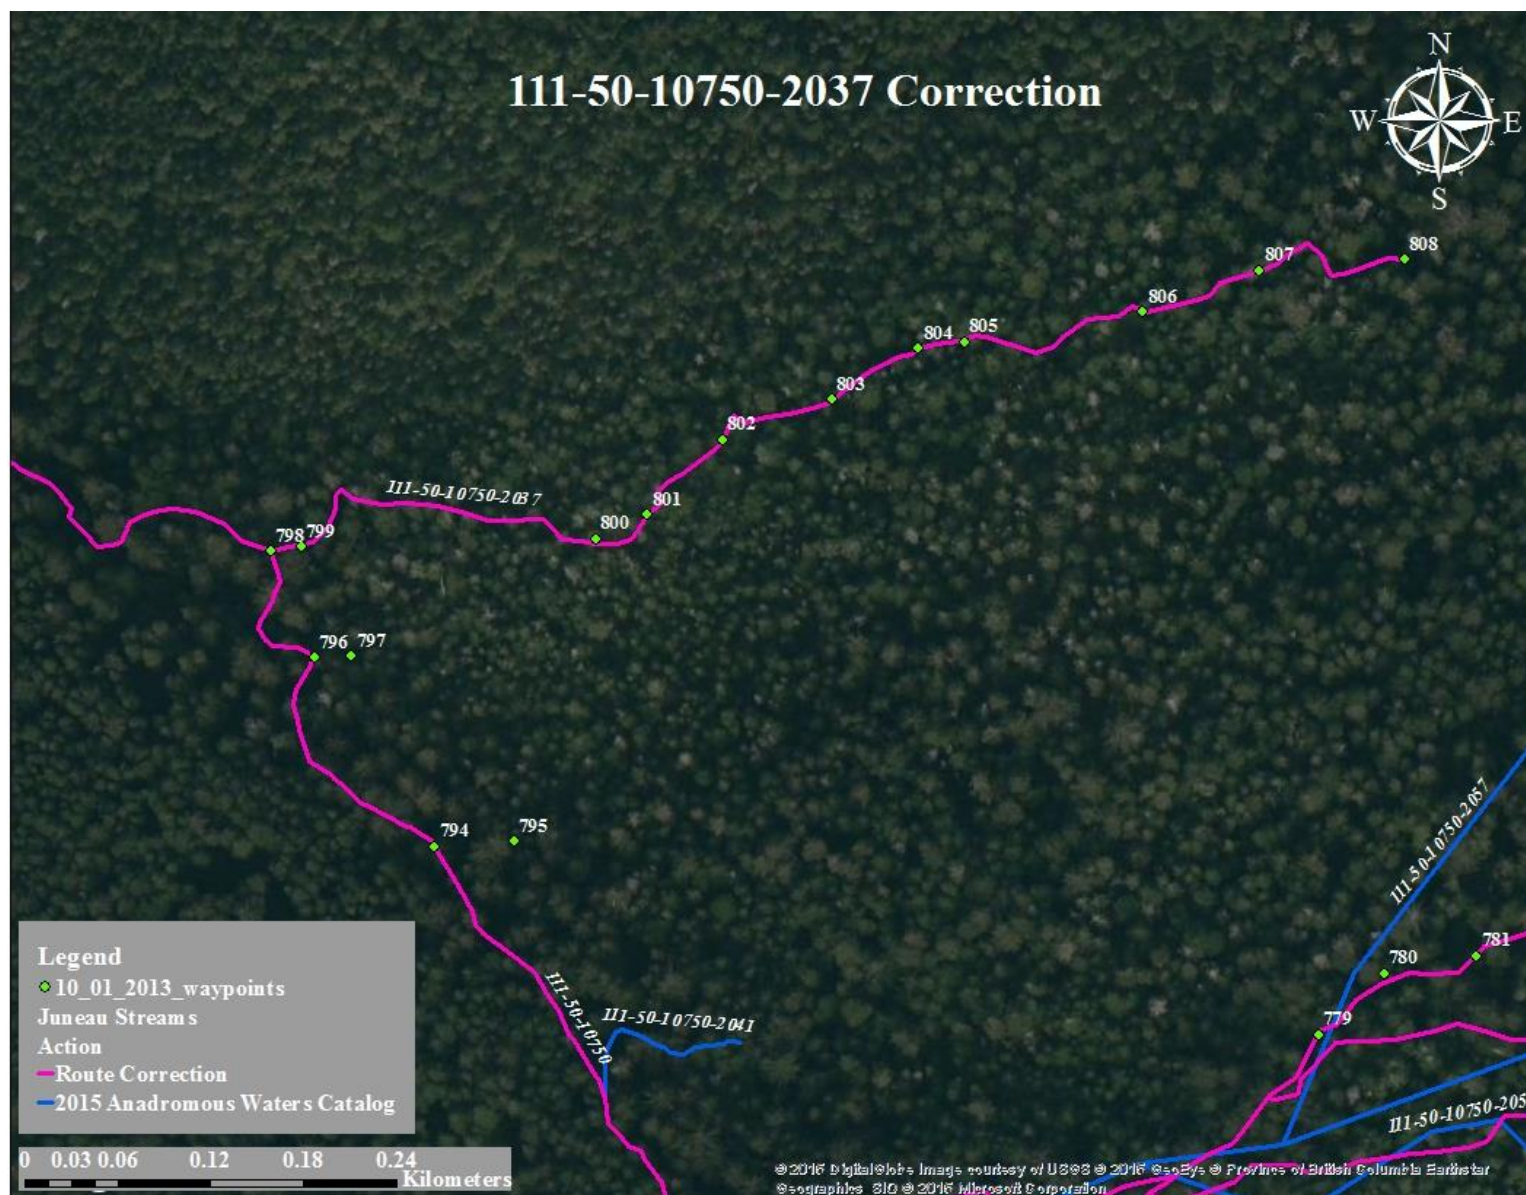 111-50-10750-2037 Correction
N
W E
S
808
807
806
804 805
803
802
111-50-10750-2037
801
800
798 799
796 797
794 795
111-50-10750-2057
781
780
779
111-50-10750
111-50-10750-2041
111-50-10750-205
Legend
10_01_2013_waypoints
Juneau Streams
Action
Route Correction
2015 Anadromous Waters Catalog
0 0.03 0.06 0.12 0.18 0.24
Kilometers
© 2016 DigitalGlobe Image courtesy of USGS © 2016 GeoEye © Province of British Columbia Earthstar
Geographics SIO © 2016 Microsoft Corporation